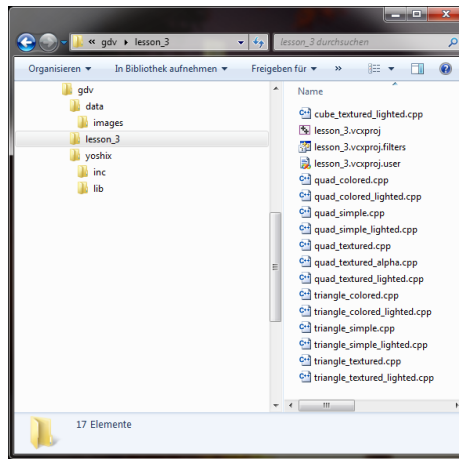 « gdv ▸ lesson_3
lesson_3 durchsuchen
Organisieren
In Bibliothek aufnehmen
Freigeben für
»
gdv
data
images
lesson_3
yoshix
inc
lib
Name
cube_textured_lighted.cpp
lesson_3.vcxproj
lesson_3.vcxproj.filters
lesson_3.vcxproj.user
quad_colored.cpp
quad_colored_lighted.cpp
quad_simple.cpp
quad_simple_lighted.cpp
quad_textured.cpp
quad_textured_alpha.cpp
quad_textured_lighted.cpp
triangle_colored.cpp
triangle_colored_lighted.cpp
triangle_simple.cpp
triangle_simple_lighted.cpp
triangle_textured.cpp
triangle_textured_lighted.cpp
17 Elemente